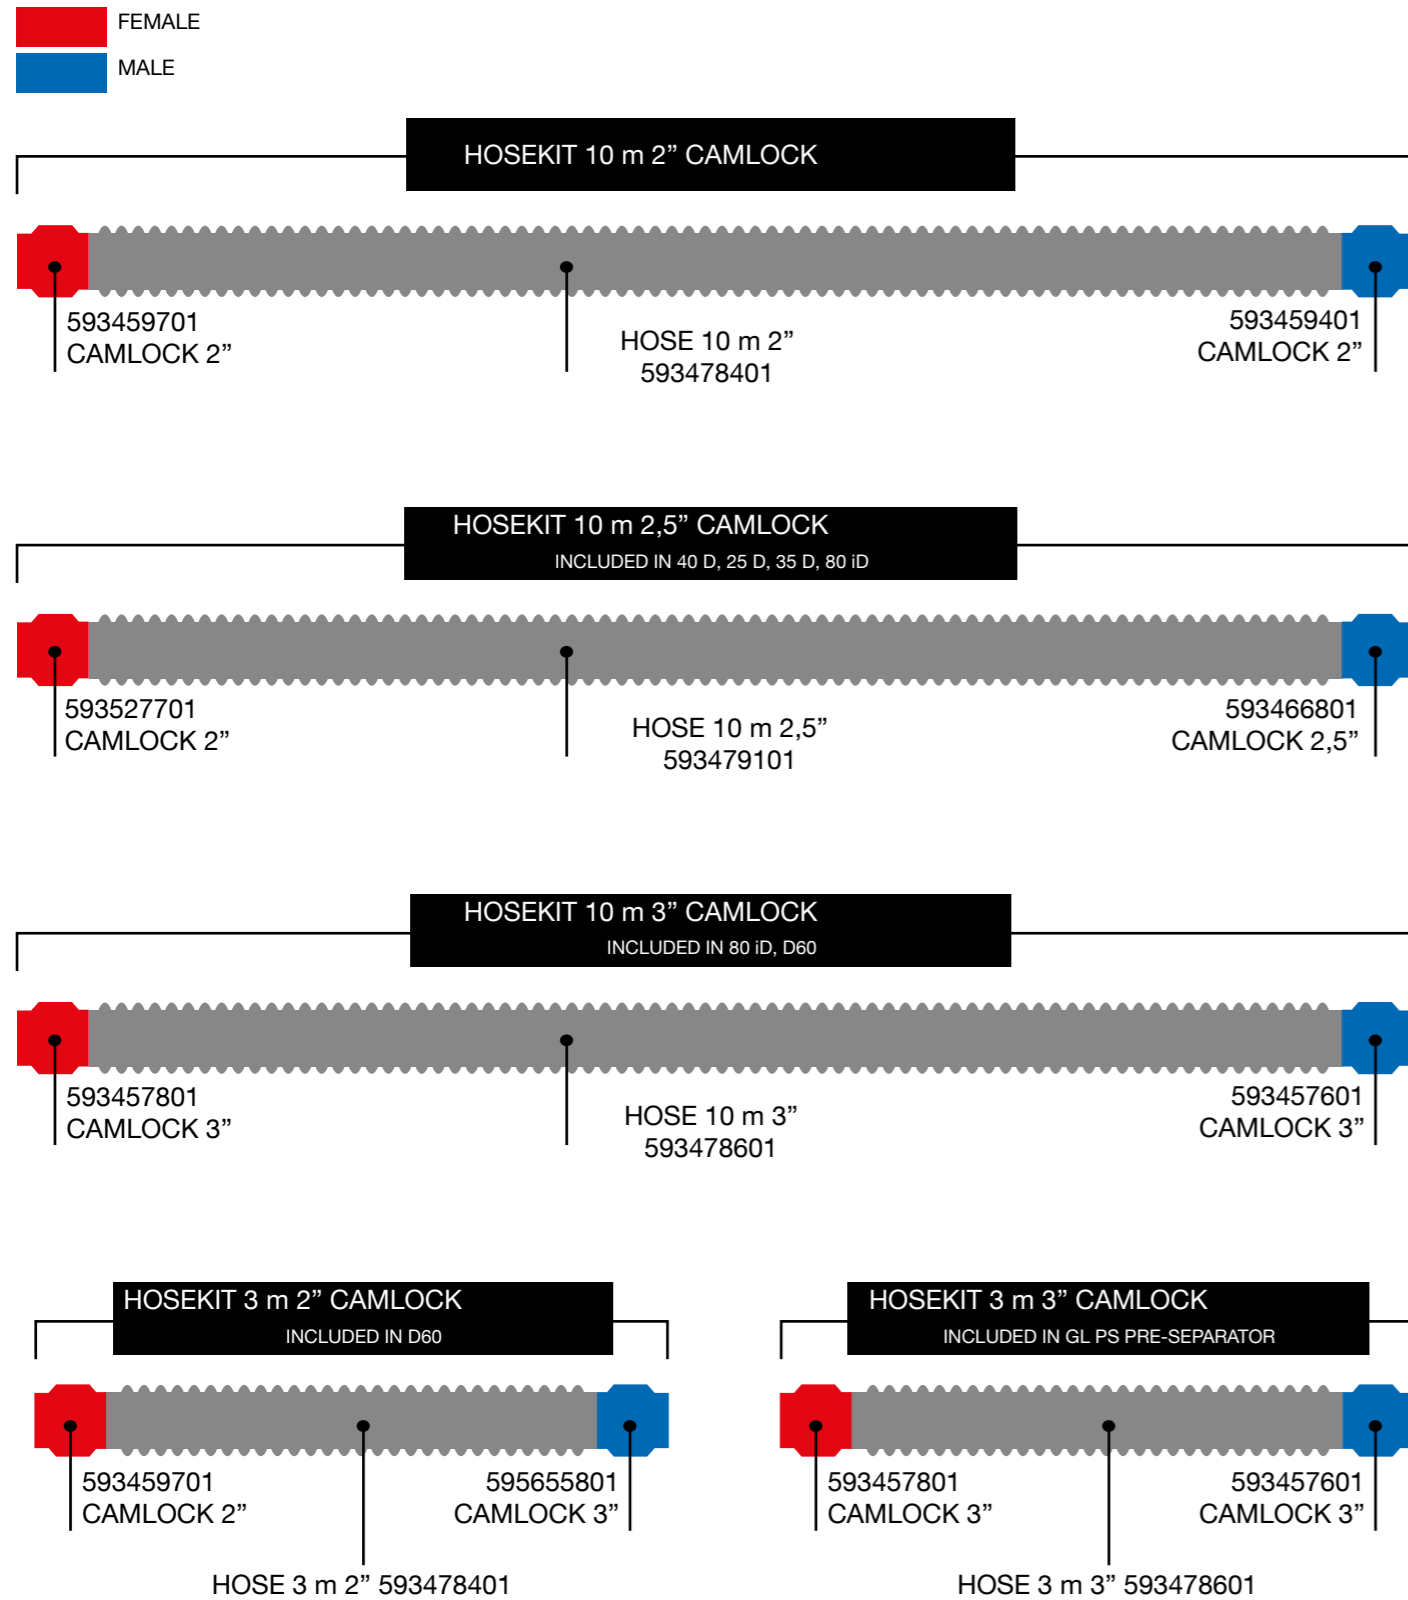 FEMALE
MALE
HOSEKIT 10 m 2” CAMLOCK
593459701
CAMLOCK 2”
HOSE 10 m 2”
593478401
593459401
CAMLOCK 2”
HOSEKIT 10 m 2,5” CAMLOCK
INCLUDED IN 40 D, 25 D, 35 D, 80 iD
593527701
CAMLOCK 2”
HOSE 10 m 2,5”
593479101
593466801
CAMLOCK 2,5”
HOSEKIT 10 m 3” CAMLOCK
INCLUDED IN 80 iD, D60
593457801
CAMLOCK 3”
HOSE 10 m 3”
593478601
593457601
CAMLOCK 3”
HOSEKIT 3 m 2” CAMLOCK
INCLUDED IN D60
593459701
CAMLOCK 2”
595655801
CAMLOCK 3”
HOSE 3 m 2” 593478401
HOSEKIT 3 m 3” CAMLOCK
INCLUDED IN GL PS PRE-SEPARATOR
593457801
CAMLOCK 3”
593457601
CAMLOCK 3”
HOSE 3 m 3” 593478601